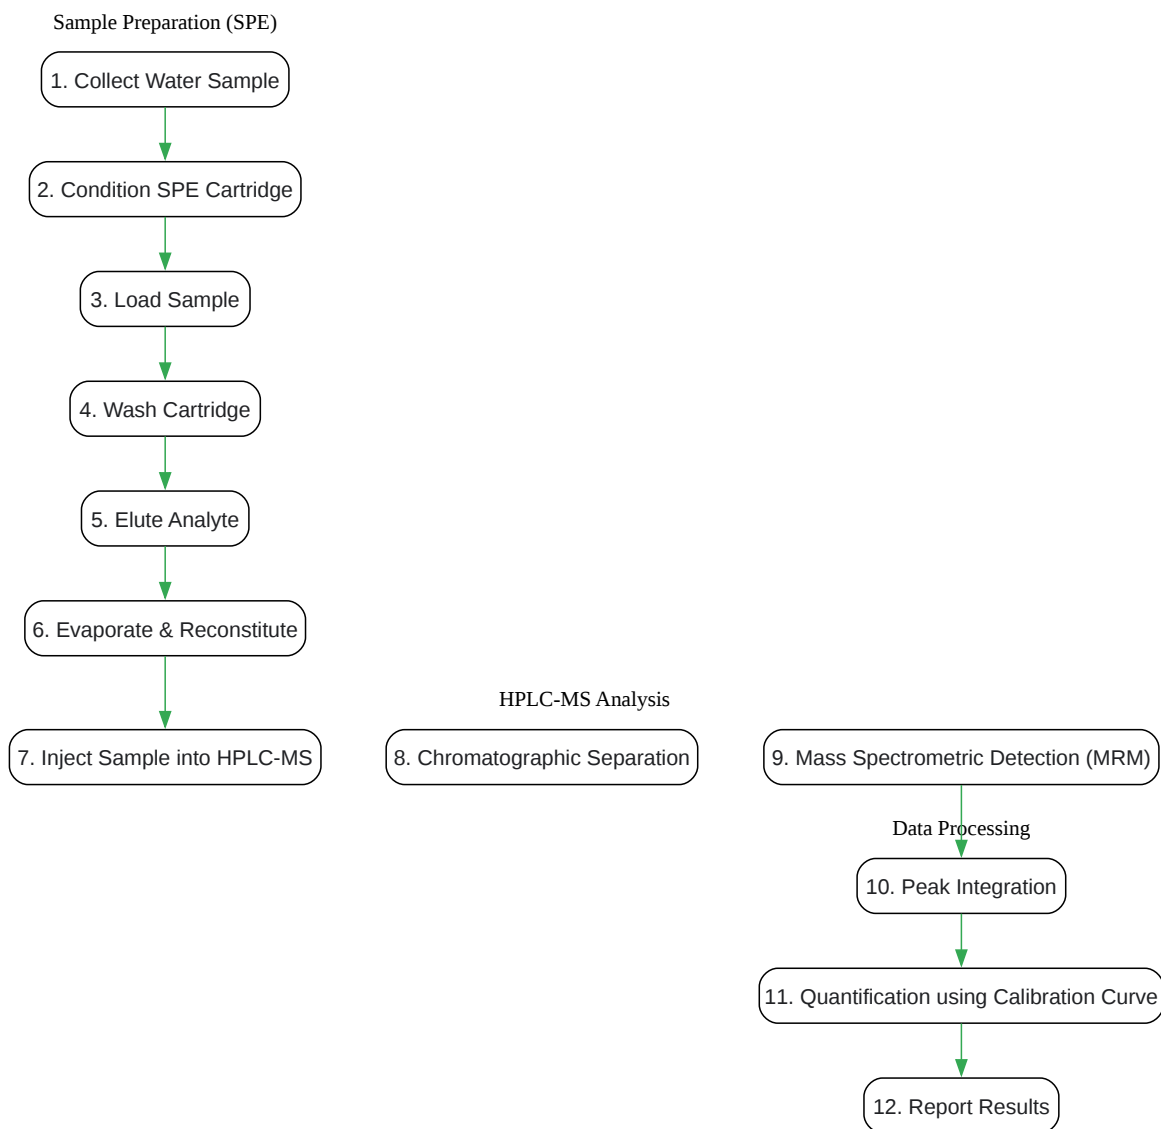 Sample Preparation (SPE)
1. Collect Water Sample
2. Condition SPE Cartridge
3. Load Sample
4. Wash Cartridge
5. Elute Analyte
6. Evaporate & Reconstitute
HPLC-MS Analysis
7. Inject Sample into HPLC-MS
8. Chromatographic Separation
9. Mass Spectrometric Detection (MRM)
Data Processing
10. Peak Integration
11. Quantification using Calibration Curve
12. Report Results